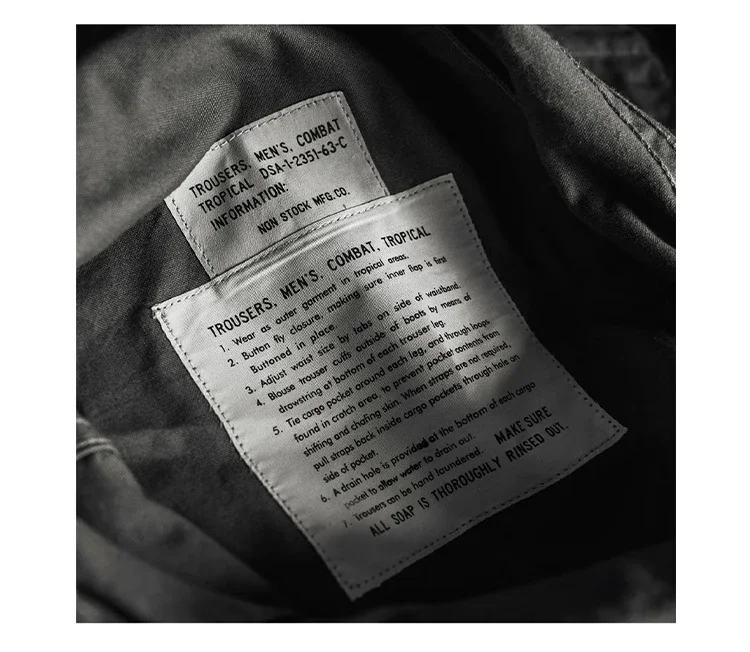 TROUSERS, MEN'S, COMBAT
TROPICAL DSA-1-2351-63-C
INFORMATION:
NON STOCK MFG.CO.
TROUSERS, MEN'S, COMBAT, TROPICAL
1. Wear as outer garment in tropical areas.
2. Button fly closure, making sure inner flap is first
Buttoned in place
3. Adjust waist size by tabs on side of waistband.
4. Blouse trouser cuffs outside of boots by means of
drowstring at bottom of each trouser leg.
5. Tie cargo pocket around each leg, and through loops
found in cratch area, to prevent pocket contents from
shifting and chafing skin. When straps are not required,
pull straps back inside cargo pockets through hole on
side of pocket.
6. A drain hole is provided at the bottom of each cargo
pocket to allow water to drain out.
7. Trousers can be hand laundered. MAKE SURE
ALL SOAP IS THOROUGHLY RINSED OUT.